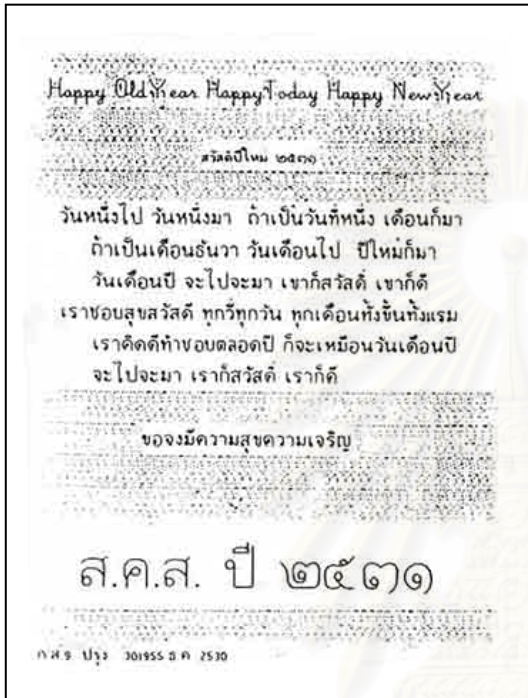 Happy Old Year Happy Today Happy New Year
สวัสดีปีใหม่ ๒๕๓๑
วันหนึ่งไป วันหนึ่งมา ถ้าเป็นวันที่หนึ่ง เดือนก็มา
ถ้าเป็นเดือนธันวา วันเดือนไป ปีใหม่ก็มา
วันเดือนปี จะไปจะมา เขาก็สวัสดี เขาก็ดี
เราชอบสุขสวัสดี ทุกวี่ทุกวัน ทุกเดือนทั้งขึ้นทั้งแรม
เราคิดดีทำชอบตลอดปี ก็จะเหมือนวันเดือนปี
จะไปจะมา เราก็สวัสดี เราก็ดี
ขอจงมีความสุขความเจริญ
ส.ค.ส. ปี ๒๕๓๑
ก.ส.9 ปรุง 301955 ธ.ค. 2530